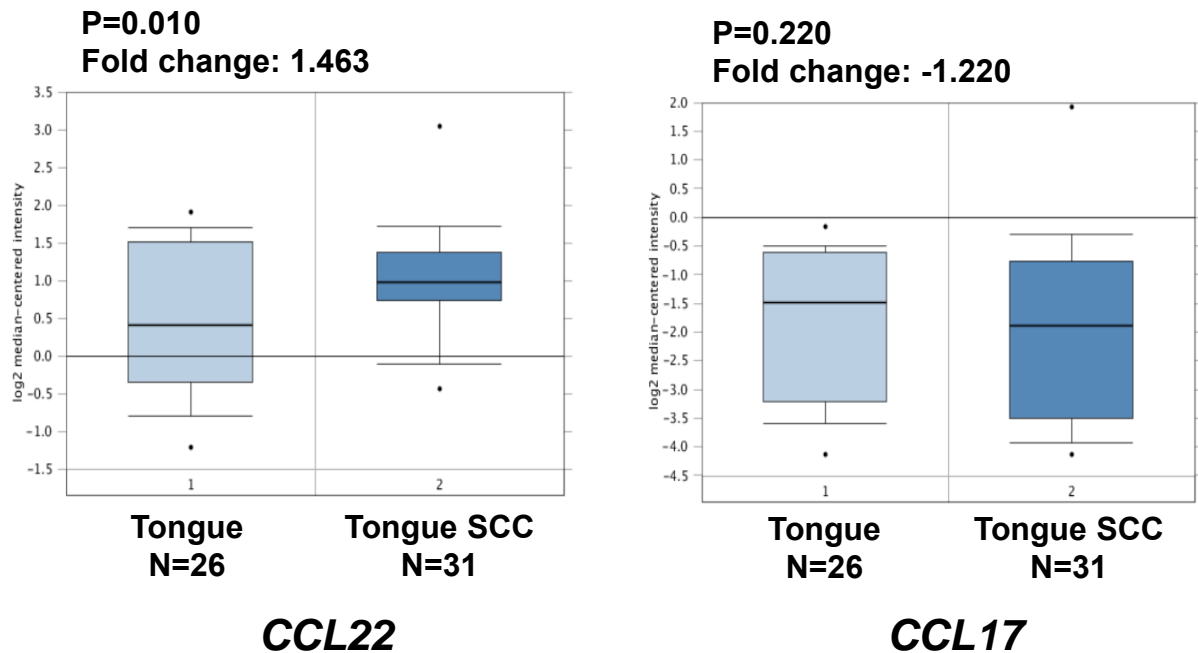 P=0.010
Fold change: 1.463
3.5
3.0
2.5
2.0
1.5
1.0
0.5
0.0
-0.5
-1.0
-1.5
log2 median-centered intensity
1
2
Tongue
N=26
Tongue SCC
N=31
CCL22
P=0.220
Fold change: -1.220
2.0
1.5
1.0
0.5
0.0
-0.5
-1.0
-1.5
-2.0
-2.5
-3.0
-3.5
-4.0
-4.5
log2 median-centered intensity
1
2
Tongue
N=26
Tongue SCC
N=31
CCL17